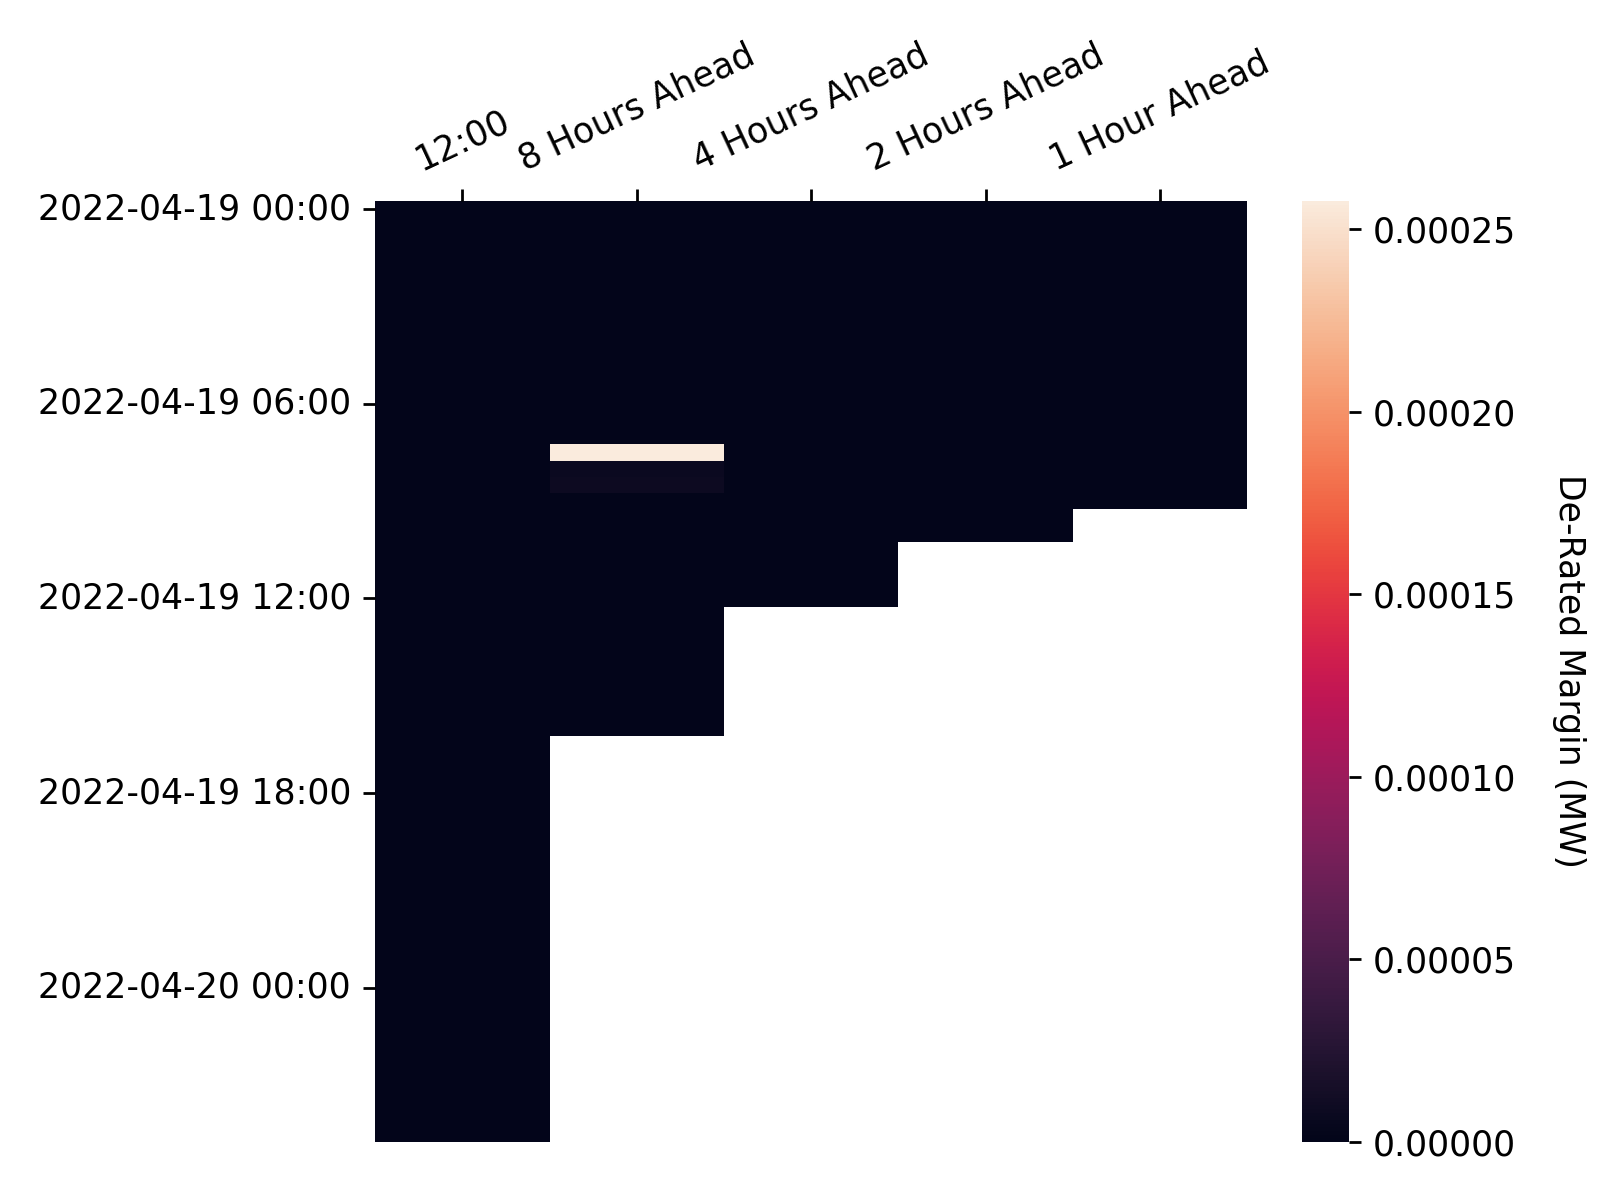 12:00
8 Hours Ahead
4 Hours Ahead
2 Hours Ahead
1 Hour Ahead
2022-04-19 00:00
2022-04-19 06:00
2022-04-19 12:00
2022-04-19 18:00
2022-04-20 00:00
0.00025
0.00020
0.00015
0.00010
0.00005
0.00000
De-Rated Margin (MW)